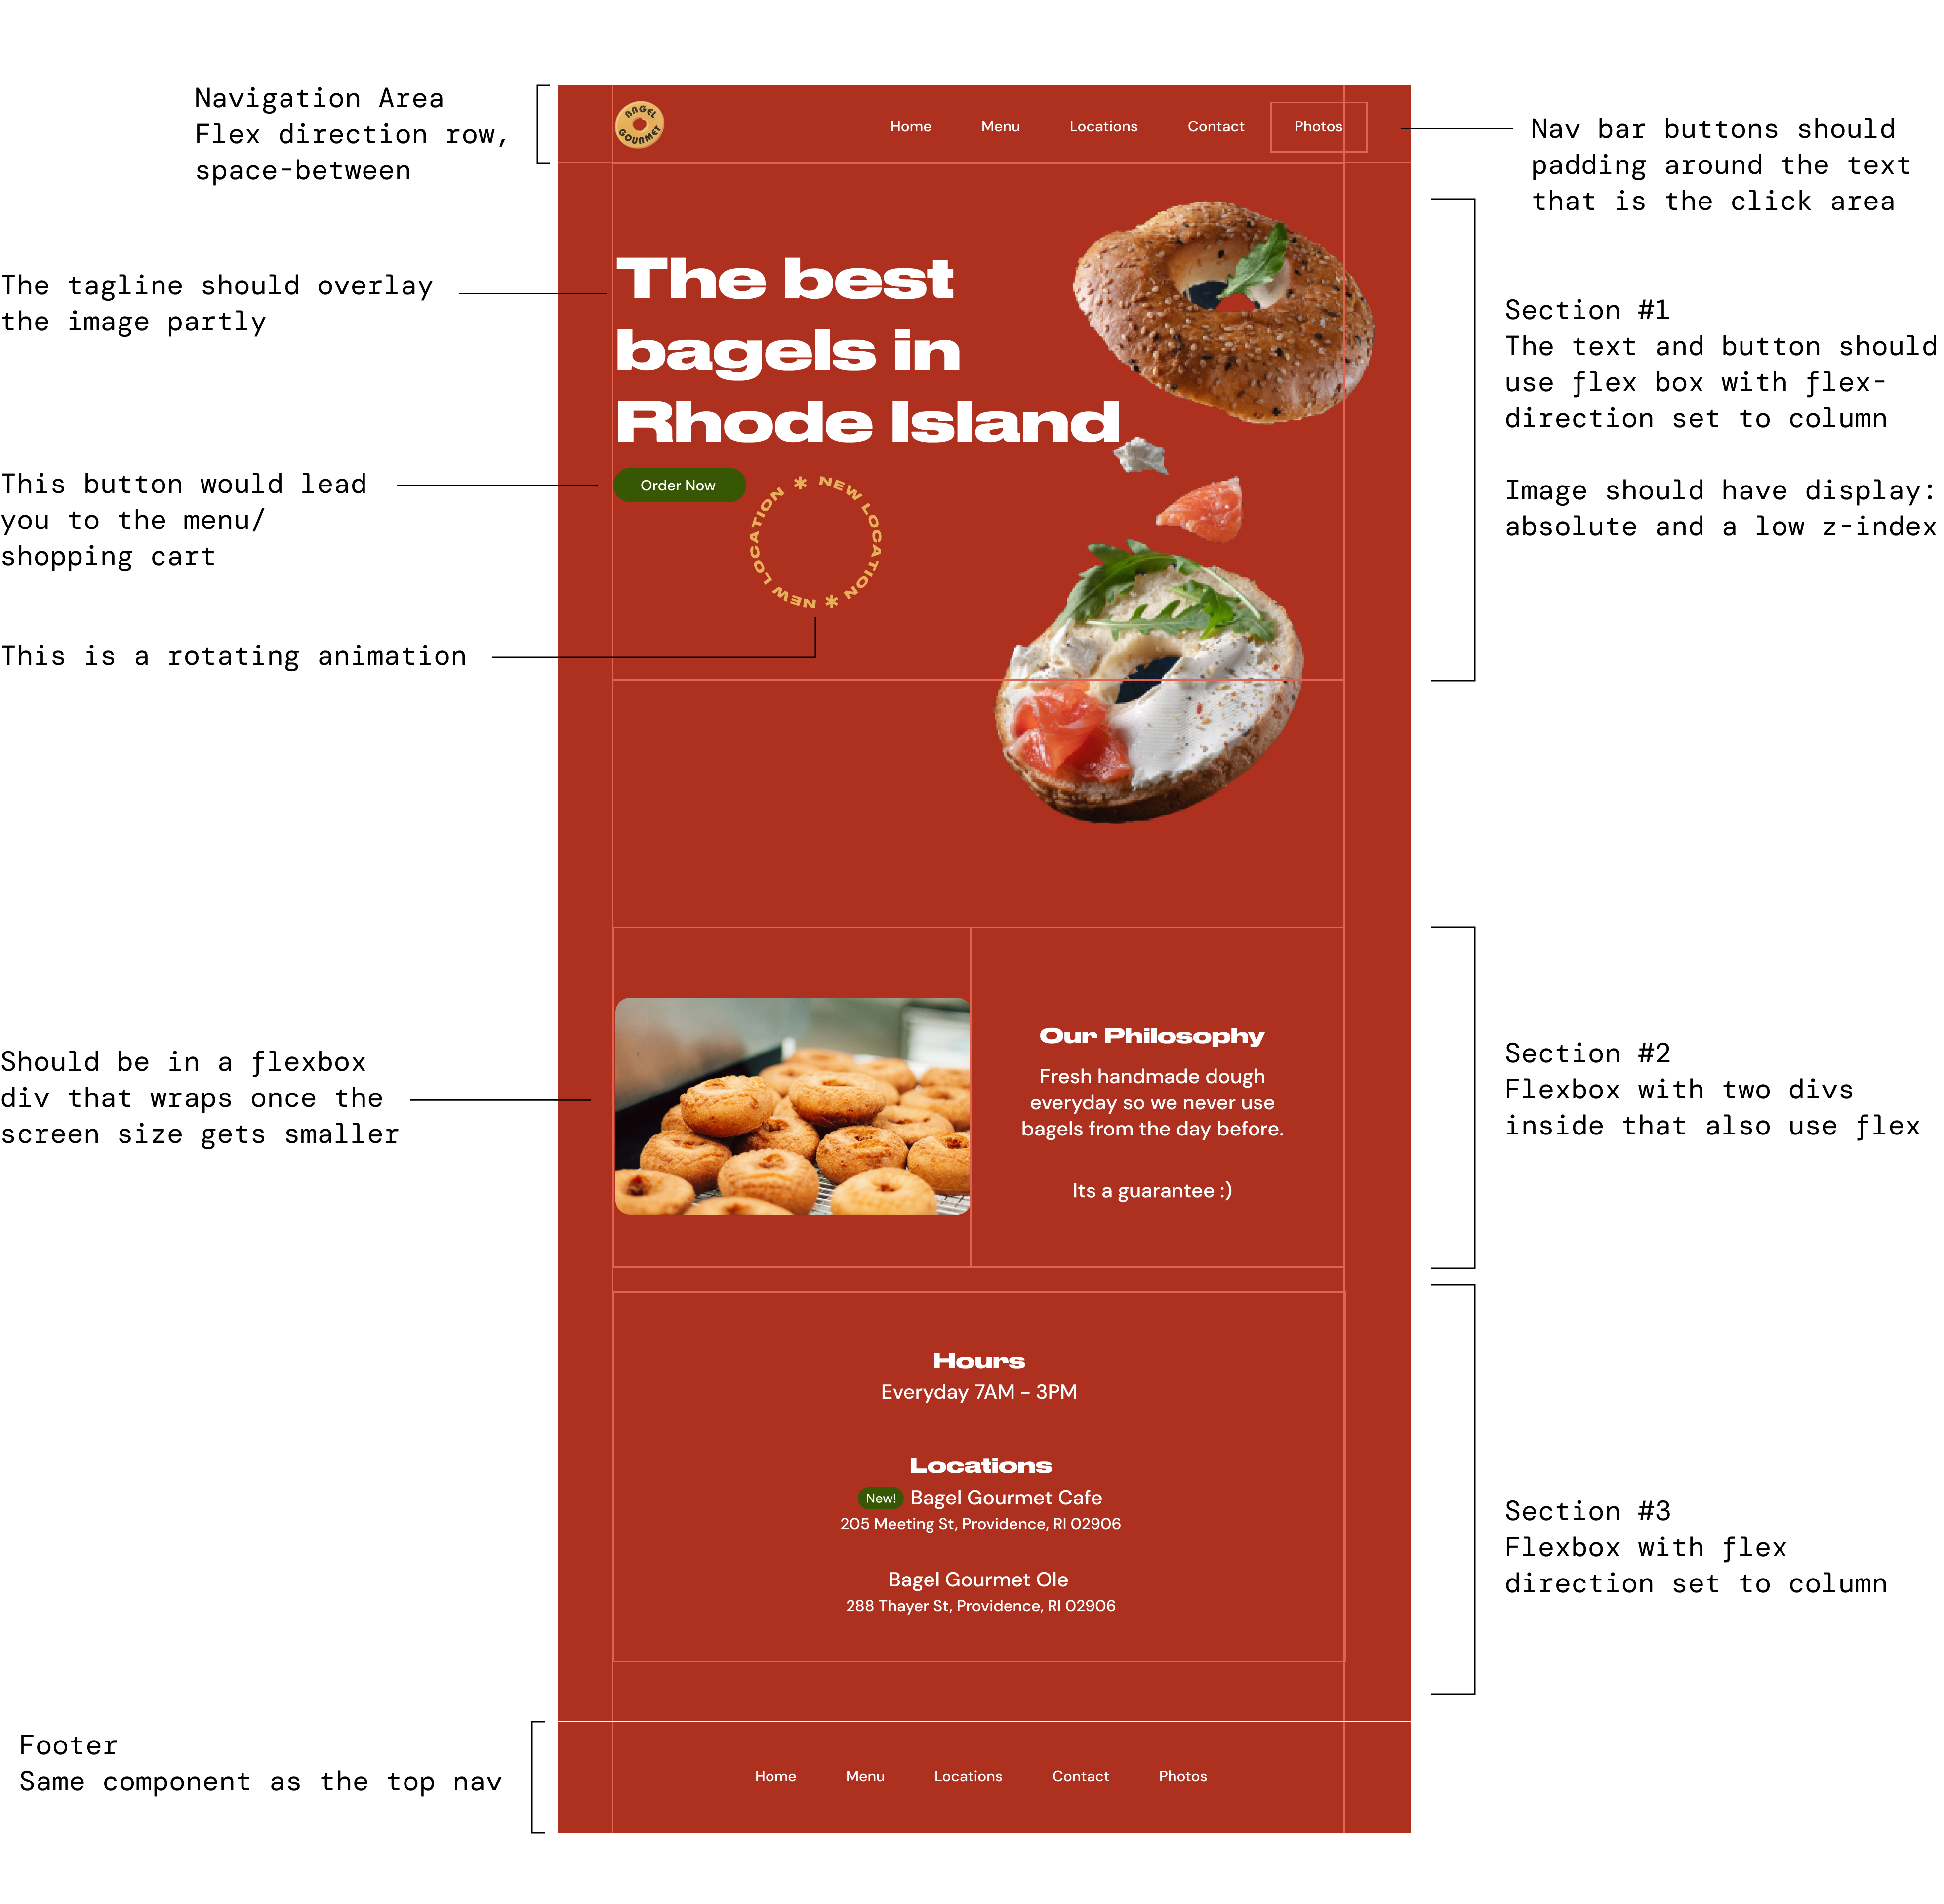 Navigation Area
Flex direction row,
space-between
BAGEL
GOURMET
Home Menu Locations Contact Photos
Nav bar buttons should
padding around the text
that is the click area
The tagline should overlay
the image partly
The best
bagels in
Rhode Island
Section #1
The text and button should
use flex box with flex-
direction set to column
Image should have display:
absolute and a low z-index
This button would lead
you to the menu/
shopping cart
Order Now
NEW LOCATION * NEW LOCATION *
This is a rotating animation
Should be in a flexbox
div that wraps once the
screen size gets smaller
Our Philosophy
Fresh handmade dough
everyday so we never use
bagels from the day before.
Its a guarantee :)
Section #2
Flexbox with two divs
inside that also use flex
Hours
Everyday 7AM - 3PM
Locations
New! Bagel Gourmet Cafe
205 Meeting St, Providence, RI 02906
Bagel Gourmet Ole
288 Thayer St, Providence, RI 02906
Section #3
Flexbox with flex
direction set to column
Footer
Same component as the top nav
Home Menu Locations Contact Photos